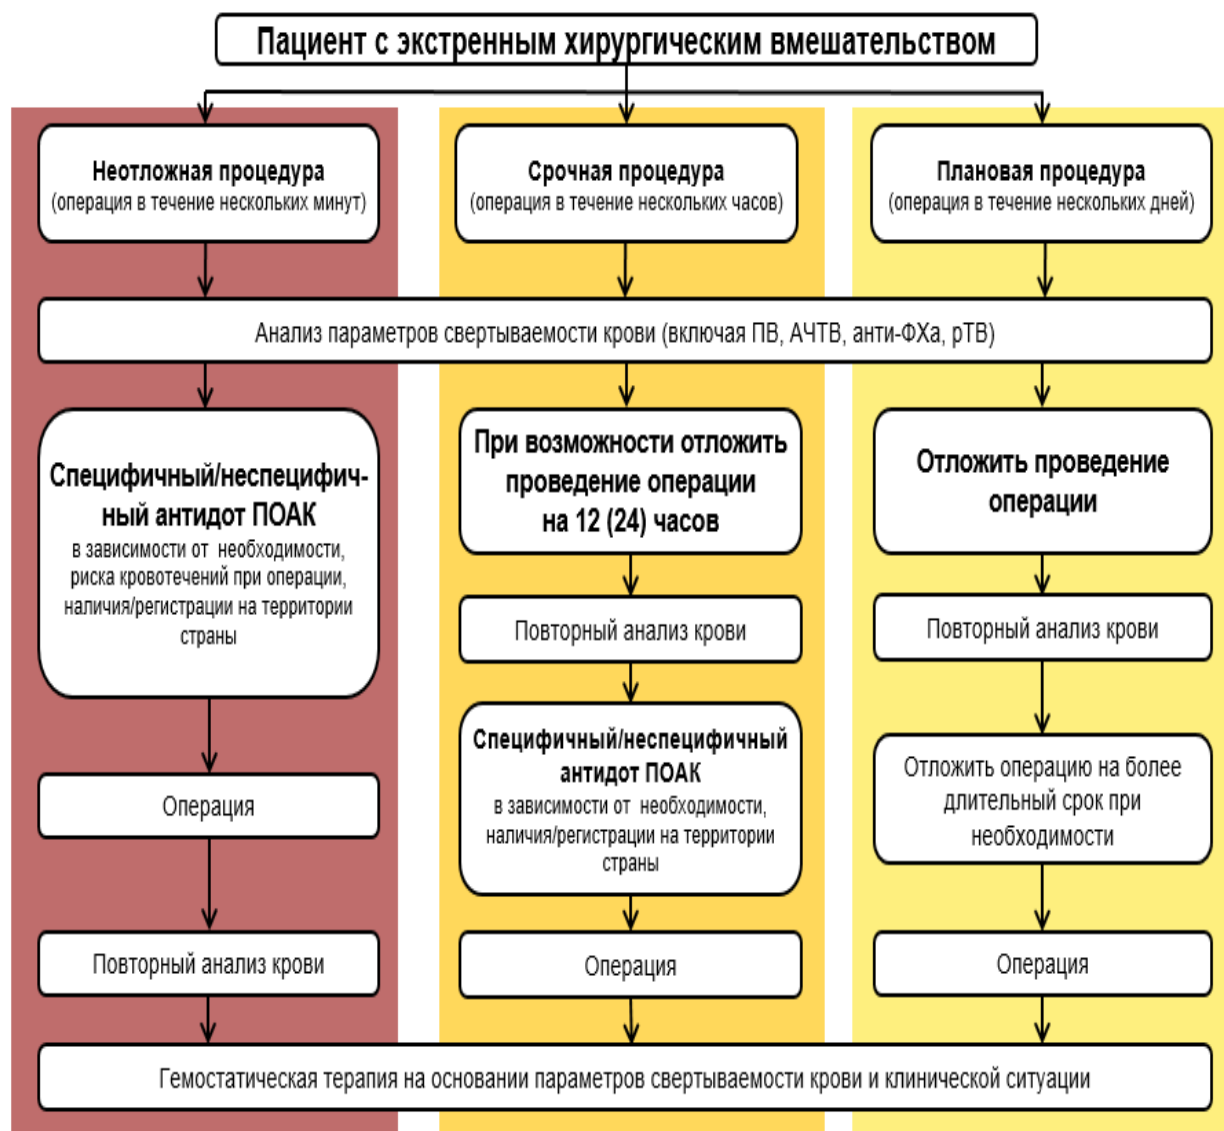 Пациент с экстренным хирургическим вмешательством
Неотложная процедура
(операция в течение нескольких минут)
Срочная процедура
(операция в течение нескольких часов)
Плановая процедура
(операция в течение нескольких дней)
Анализ параметров свертываемости крови (включая ПВ, АЧТВ, анти-ФХа, рТВ)
Специфичный/неспецифич-
ный антидот ПОАК
в зависимости от необходимости,
риска кровотечений при операции,
наличия/регистрации на территории
страны
Операция
Повторный анализ крови
При возможности отложить
проведение операции
на 12 (24) часов
Повторный анализ крови
Специфичный/неспецифичный
антидот ПОАК
в зависимости от необходимости,
наличия/регистрации на территории
страны
Операция
Отложить проведение
операции
Повторный анализ крови
Отложить операцию на более
длительный срок при
необходимости
Операция
Гемостатическая терапия на основании параметров свертываемости крови и клинической ситуации